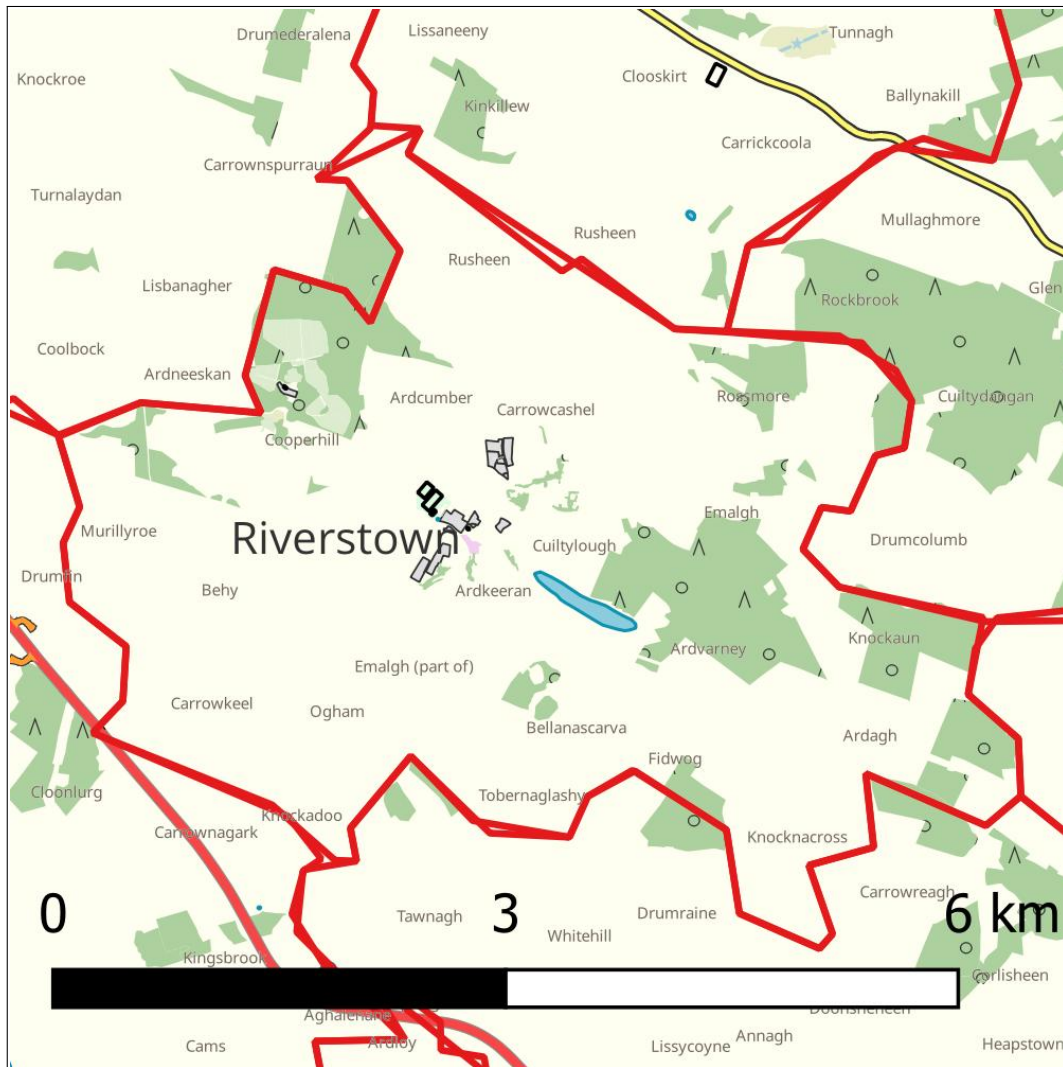 Drumederalena
Lissaneeny
Tunnagh
Knockroe
Clooskirt
Ballynakill
Kinkillew
Carrickcoola
Carrownspurraun
Turnalaydan
Mullaghmore
Rusheen
Rusheen
Lisbanagher
Glen
Rockbrook
Coolbock
Ardneeskan
Ardcumber
Rossmore
Cuiltydangan
Carrowcashel
Cooperhill
Emalgh
Murillyroe
Riverstown
Cuiltylough
Drumcolumb
Drumfin
Behy
Ardkeeran
Knockaun
Ardvarney
Emalgh (part of)
Carrowkeel
Ogham
Bellanascarva
Ardagh
Fidwog
Cloonlurg
Tobernaglashy
Knockadoo
Carrownagark
Knocknacross
Carrowreagh
0
3
6 km
Tawnagh
Drumraine
Whitehill
Kingsbrook
Corlisheen
Doonsheheen
Aghalenane
Annagh
Cams
Ardloy
Lissycoyne
Heapstown